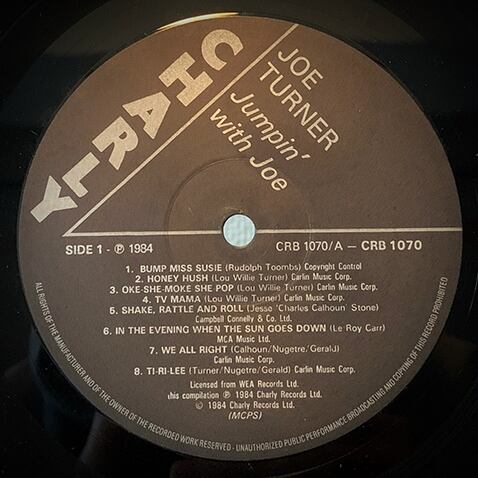 CHARLY
JOE
TURNER
Jumpin'
with Joe
SIDE 1 - ℗ 1984
CRB 1070/A — CRB 1070
1. BUMP MISS SUSIE (Rudolph Toombs) Copyright Control
2. HONEY HUSH (Lou Willie Turner) Carlin Music Corp.
3. OKE-SHE-MOKE SHE POP (Lou Willie Turner) Carlin Music Corp.
4. TV MAMA (Lou Willie Turner) Carlin Music Corp.
5. SHAKE, RATTLE AND ROLL (Jesse 'Charles Calhoun' Stone)
Campbell Connelly & Co. Ltd.
6. IN THE EVENING WHEN THE SUN GOES DOWN (Le Roy Carr)
MCA Music Ltd.
7. WE ALL RIGHT (Calhoun/Nugetre/Gerald)
Carlin Music Corp.
8. TI-RI-LEE (Turner/Nugetre/Gerald) Carlin Music Corp.
Licensed from WEA Records Ltd.
his compilation ℗ 1984 Charly Records Ltd.
© 1984 Charly Records Ltd.
(MCPS)
ALL RIGHTS OF THE MANUFACTURER AND OF THE OWNER OF THE RECORDED WORK RESERVED - UNAUTHORIZED PUBLIC PERFORMANCE BROADCASTING AND COPYING OF THIS RECORD PROHIBITED